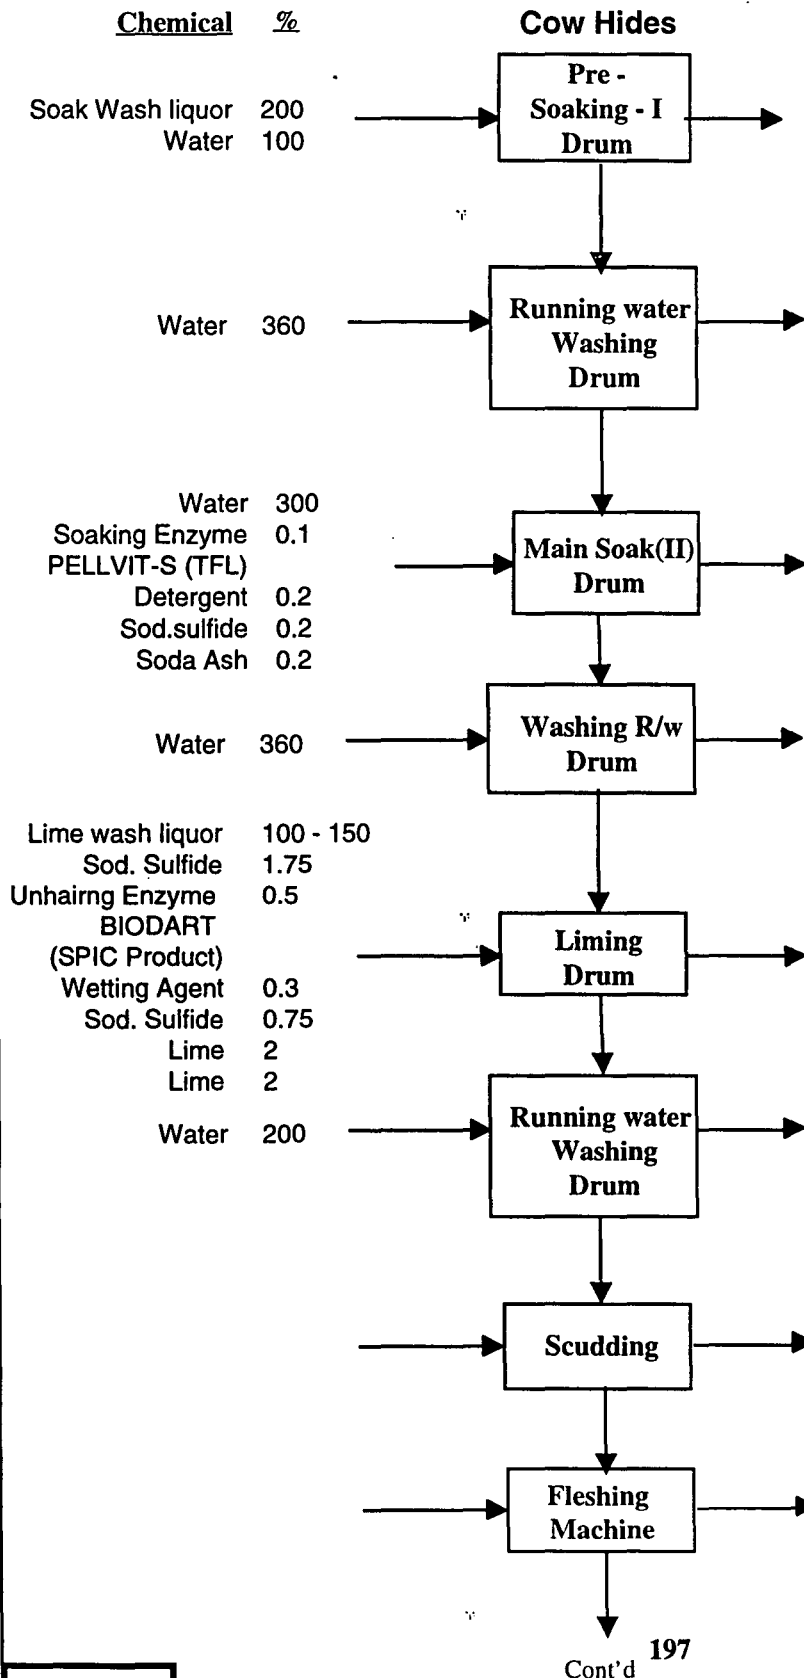 Chemical %
Cow Hides
Soak Wash liquor 200
Water 100
Pre -
Soaking - I
Drum
Water 360
Running water
Washing
Drum
Water 300
Soaking Enzyme 0.1
PELLVIT-S (TFL)
Detergent 0.2
Sod.sulfide 0.2
Soda Ash 0.2
Main Soak(II)
Drum
Water 360
Washing R/w
Drum
Lime wash liquor 100 - 150
Sod. Sulfide 1.75
Unhairng Enzyme 0.5
BIODART
(SPIC Product)
Wetting Agent 0.3
Sod. Sulfide 0.75
Lime 2
Lime 2
Liming
Drum
Water 200
Running water
Washing
Drum
Scudding
Fleshing
Machine
197
Cont'd